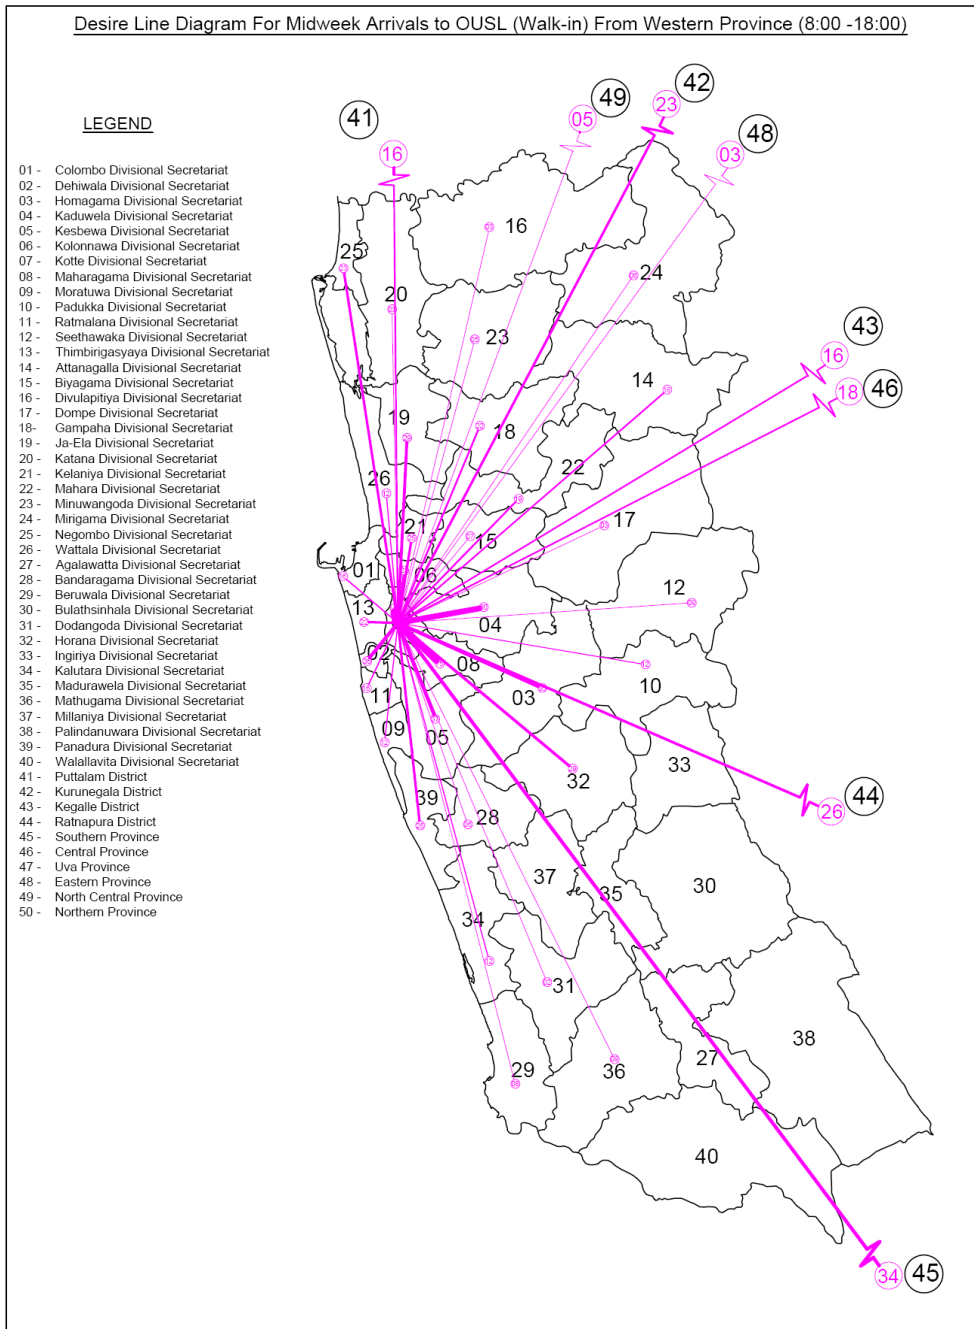 Desire Line Diagram For Midweek Arrivals to OUSL (Walk-in) From Western Province (8:00 -18:00)
LEGEND
01 - Colombo Divisional Secretariat
02 - Dehiwala Divisional Secretariat
03 - Homagama Divisional Secretariat
04 - Kaduwela Divisional Secretariat
05 - Kesbewa Divisional Secretariat
06 - Kolonnawa Divisional Secretariat
07 - Kotte Divisional Secretariat
08 - Maharagama Divisional Secretariat
09 - Moratuwa Divisional Secretariat
10 - Padukka Divisional Secretariat
11 - Ratmalana Divisional Secretariat
12 - Seethawaka Divisional Secretariat
13 - Thimbirigasyaya Divisional Secretariat
14 - Attanagalla Divisional Secretariat
15 - Biyagama Divisional Secretariat
16 - Divulapitiya Divisional Secretariat
17 - Dompe Divisional Secretariat
18- Gampaha Divisional Secretariat
19 - Ja-Ela Divisional Secretariat
20 - Katana Divisional Secretariat
21 - Kelaniya Divisional Secretariat
22 - Mahara Divisional Secretariat
23 - Minuwangoda Divisional Secretariat
24 - Mirigama Divisional Secretariat
25 - Negombo Divisional Secretariat
26 - Wattala Divisional Secretariat
27 - Agalawatta Divisional Secretariat
28 - Bandaragama Divisional Secretariat
29 - Beruwala Divisional Secretariat
30 - Bulathsinhala Divisional Secretariat
31 - Dodangoda Divisional Secretariat
32 - Horana Divisional Secretariat
33 - Ingiriya Divisional Secretariat
34 - Kalutara Divisional Secretariat
35 - Madurawela Divisional Secretariat
36 - Mathugama Divisional Secretariat
37 - Millaniya Divisional Secretariat
38 - Palindanuwara Divisional Secretariat
39 - Panadura Divisional Secretariat
40 - Walallavita Divisional Secretariat
41 - Puttalam District
42 - Kurunegala District
43 - Kegalle District
44 - Ratnapura District
45 - Southern Province
46 - Central Province
47 - Uva Province
48 - Eastern Province
49 - North Central Province
50 - Northern Province
41
16
49
05
42
23
48
03
16
25
24
20
23
43
16
14
46
18
19
18
22
26
17
21
15
01
06
12
13
04
02
08
10
11
03
05
09
33
32
39
28
44
26
37
35
30
34
31
38
27
29
36
40
34
45